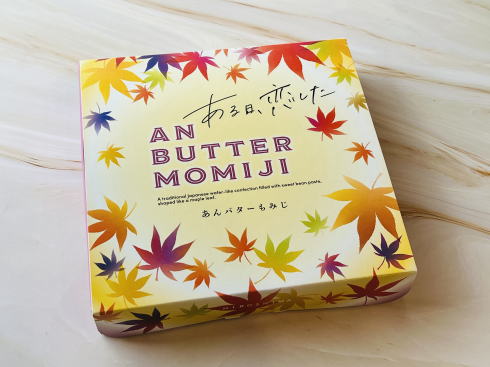 ある日、恋した
AN
BUTTER
MOMIJI
A traditional Japanese wafer-like confection filled with sweet bean paste,
shaped like a maple leaf.
あんバターもみじ